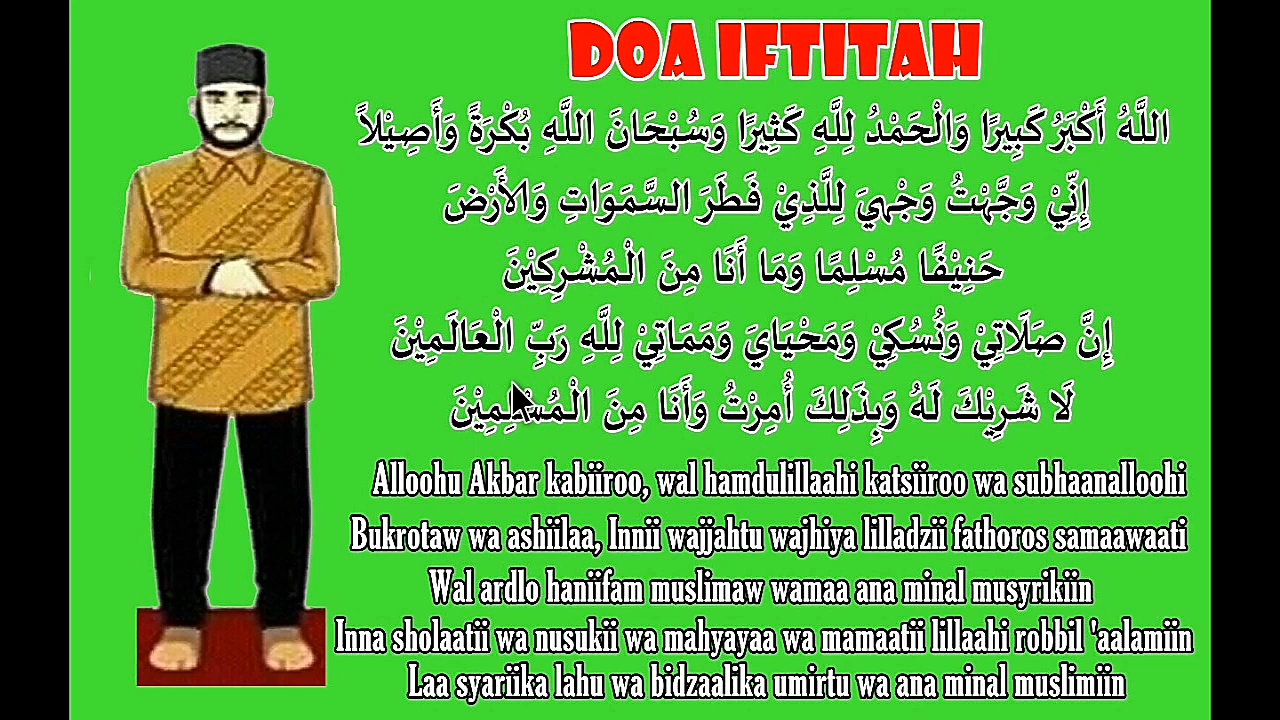 DOA IFTITAH
اللَّهُ أَكْبَرُ كَبِيرًا وَالْحَمْدُ لِلَّهِ كَثِيرًا وَسُبْحَانَ اللَّهِ بُكْرَةً وَأَصِيْلاً
إِنِّيْ وَجَّهْتُ وَجْهِيَ لِلَّذِيْ فَطَرَ السَّمَوَاتِ وَالأَرْضَ
حَنِيْفًا مُسْلِمًا وَمَا أَنَا مِنَ الْمُشْرِكِيْنَ
إِنَّ صَلَاتِيْ وَنُسُكِيْ وَمَحْيَايَ وَمَمَاتِيْ لِلَّهِ رَبِّ الْعَالَمِيْنَ
لَا شَرِيْكَ لَهُ وَبِذَلِكَ أُمِرْتُ وَأَنَا مِنَ الْمُسْلِمِيْنَ
Alloohu Akbar kabiiroo, wal hamdulillaahi katsiiroo wa subhaanalloohi
Bukrotaw wa ashiilaa, Innii wajjahtu wajhiya lilladzii fathoros samaawaati
Wal ardlo haniifam muslimaw wamaa ana minal musyrikiin
Inna sholaatii wa nusukii wa mahyayaa wa mamaatii lillaahi robbil 'aalamiin
Laa syariika lahu wa bidzaalika umirtu wa ana minal muslimiin